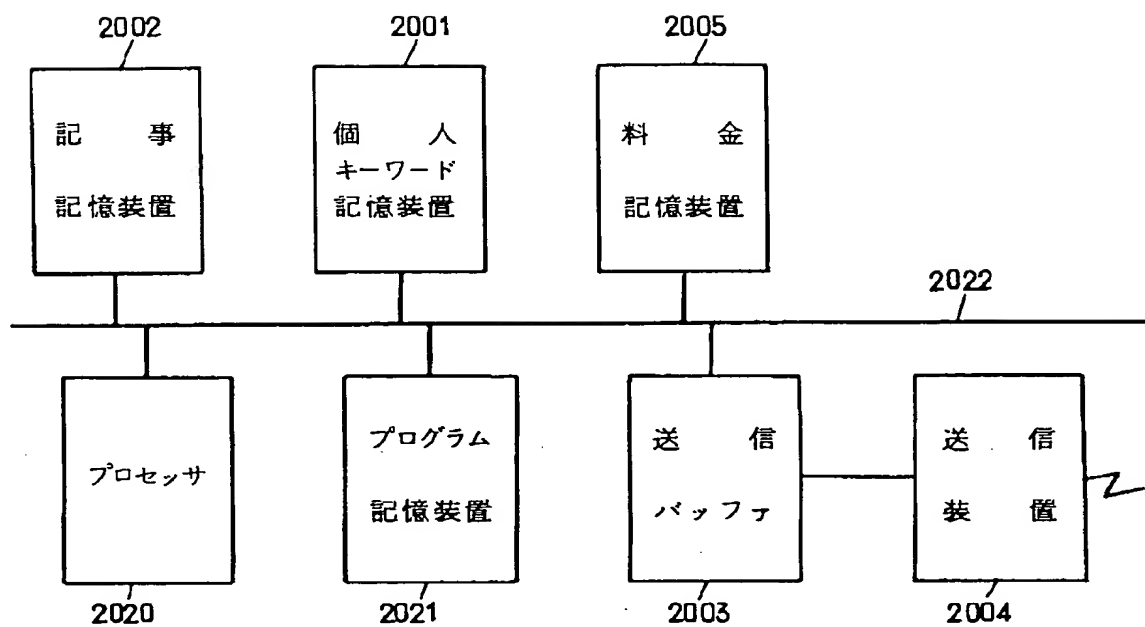 2002
2001
2005
記事
記憶装置
個人
キーワード
記憶装置
料金
記憶装置
2022
プロセッサ
プログラム
記憶装置
送信
バッファ
送信
装置
2020
2021
2003
2004